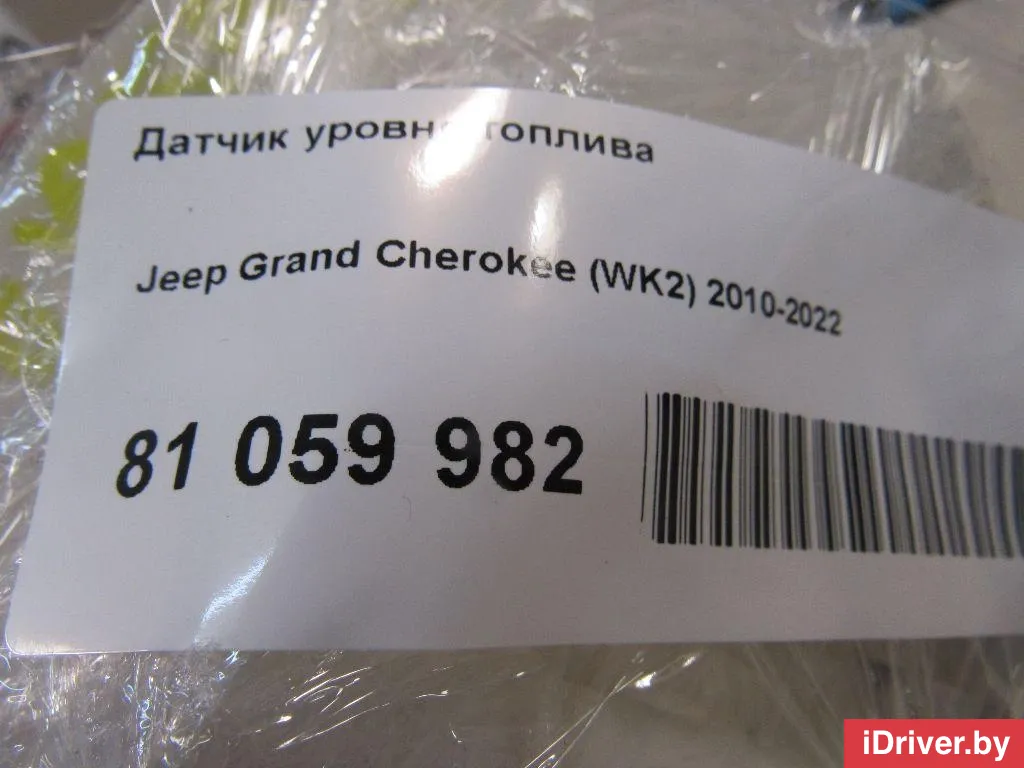 Датчик уровня топлива
Jeep Grand Cherokee (WK2) 2010-2022
81 059 982
iDriver.by